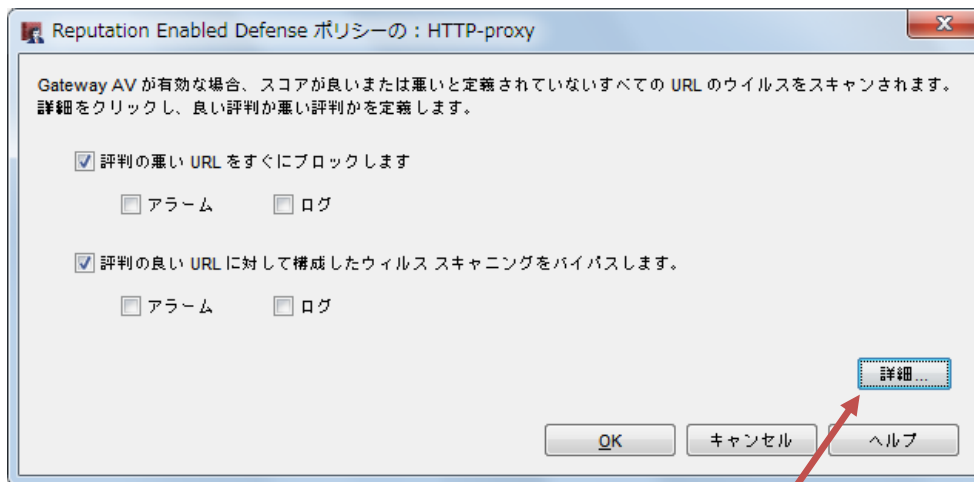 Reputation Enabled Defense ポリシーの：HTTP-proxy
Gateway AV が有効な場合、スコアが良いまたは悪いと定義されていないすべての URL のウイルスをスキャンされます。
詳細をクリックし、良い評判か悪い評判かを定義します。
評判の悪い URL をすぐにブロックします
アラーム ログ
評判の良い URL に対して構成したウィルス スキャニングをバイパスします。
アラーム ログ
詳細...
OK キャンセル ヘルプ